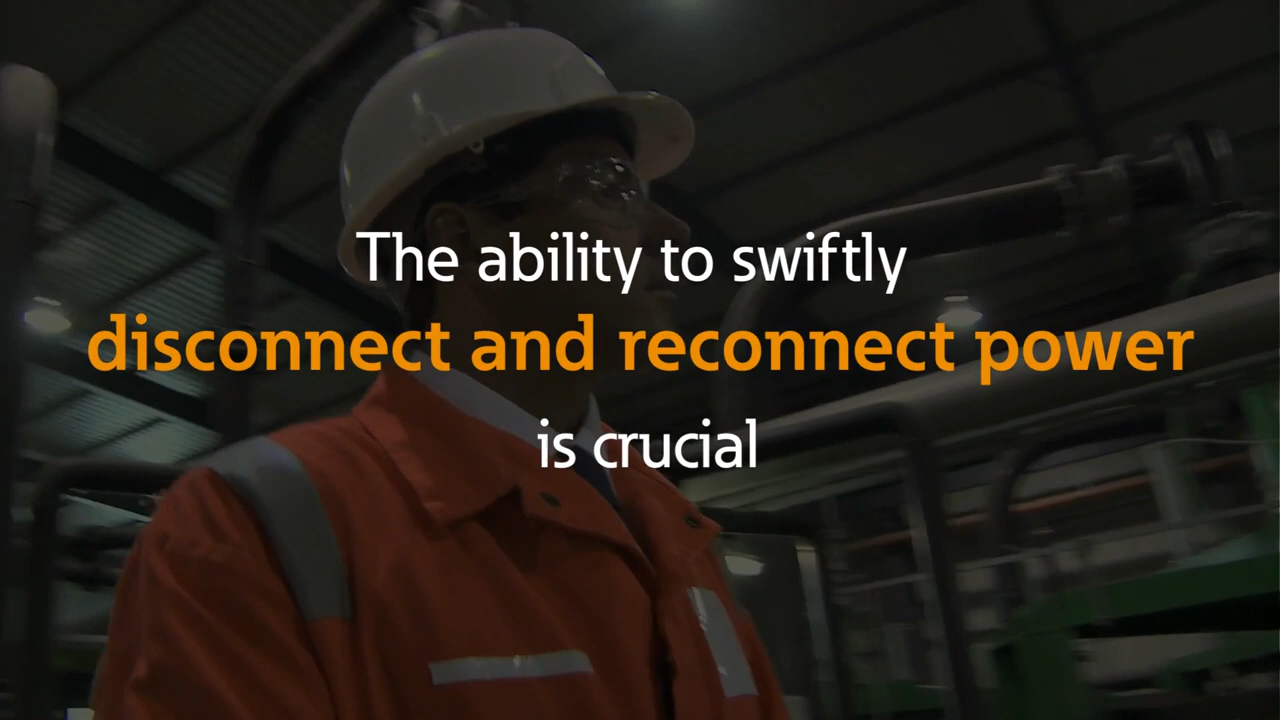 The ability to swiftly
disconnect and reconnect power
is crucial